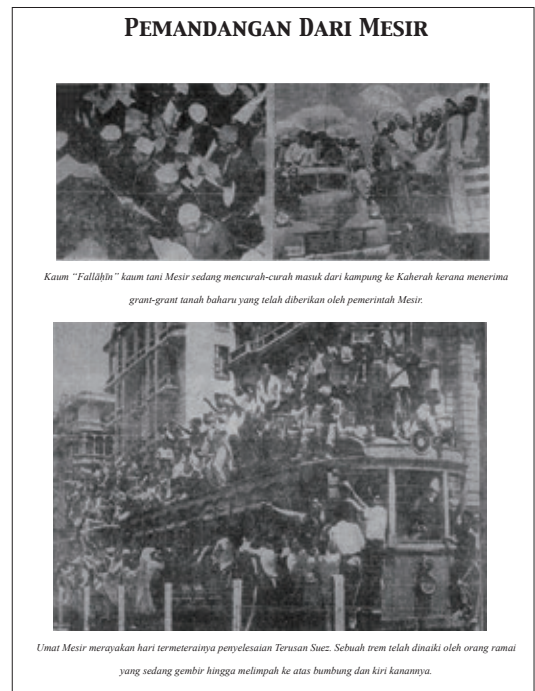 PEMANDANGAN DARI MESIR
Kaum “Fallāḥīn” kaum tani Mesir sedang mencurah-curah masuk dari kampung ke Kaherah kerana menerima
grant-grant tanah baharu yang telah diberikan oleh pemerintah Mesir.
Umat Mesir merayakan hari termeterainya penyelesaian Terusan Suez. Sebuah trem telah dinaiki oleh orang ramai
yang sedang gembir hingga melimpah ke atas bumbung dan kiri kanannya.